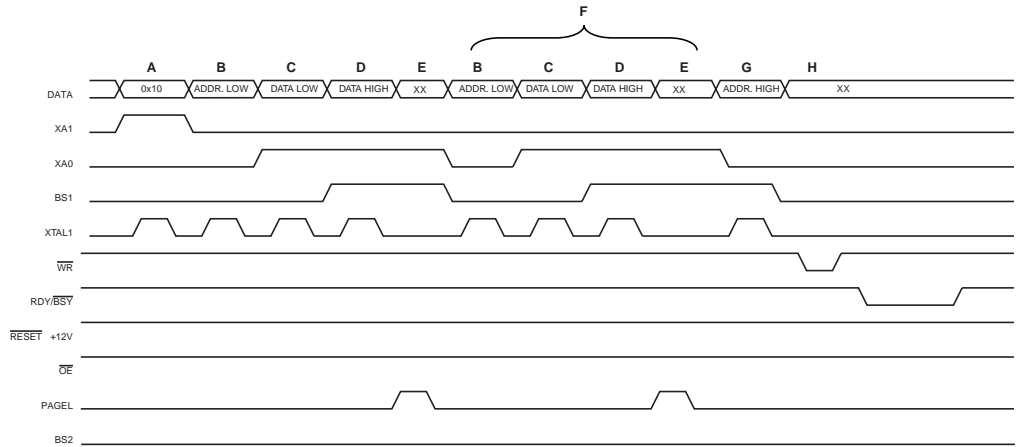 F
A B C D E B C D E G H
DATA 0x10 ADDR. LOW DATA LOW DATA HIGH XX ADDR. LOW DATA LOW DATA HIGH XX ADDR. HIGH XX
XA1
XA0
BS1
XTAL1
WR
RDY/BSY
RESET +12V
OE
PAGEL
BS2